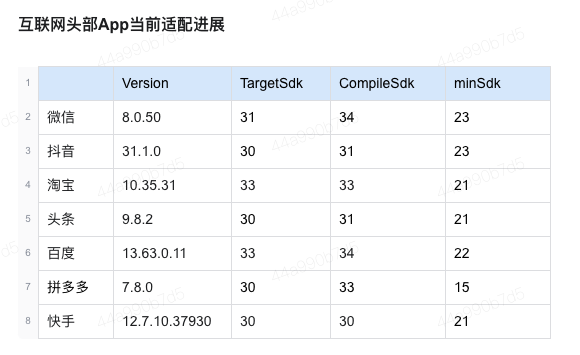 互联网头部App当前适配进展
1 Version TargetSdk CompileSdk minSdk
2 微信 8.0.50 31 34 23
3 抖音 31.1.0 30 31 23
4 淘宝 10.35.31 33 33 21
5 头条 9.8.2 30 31 21
6 百度 13.63.0.11 33 34 22
7 拼多多 7.8.0 30 33 15
8 快手 12.7.10.37930 30 30 21
44a990b7d5